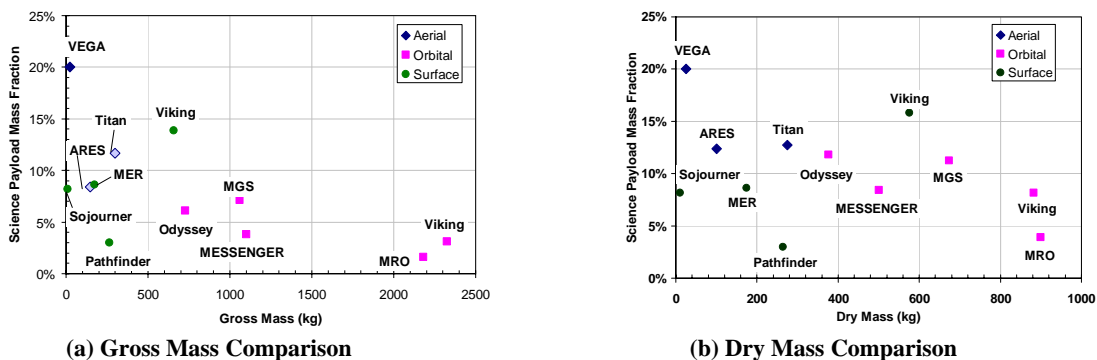 25%
20%
15%
10%
5%
0%
Science Payload Mass Fraction
VEGA
Titan
ARES
MER
Viking
Sojourner
Pathfinder
MGS
Odyssey
MESSENGER
Viking
MRO
Aerial
Orbital
Surface
0 500 1000 1500 2000 2500
Gross Mass (kg)
(a) Gross Mass Comparison
25%
20%
15%
10%
5%
0%
Science Payload Mass Fraction
VEGA
ARES
Titan
Viking
Sojourner
MER
Pathfinder
Odyssey
MESSENGER
MGS
Viking
MRO
Aerial
Orbital
Surface
0 200 400 600 800 1000
Dry Mass (kg)
(b) Dry Mass Comparison